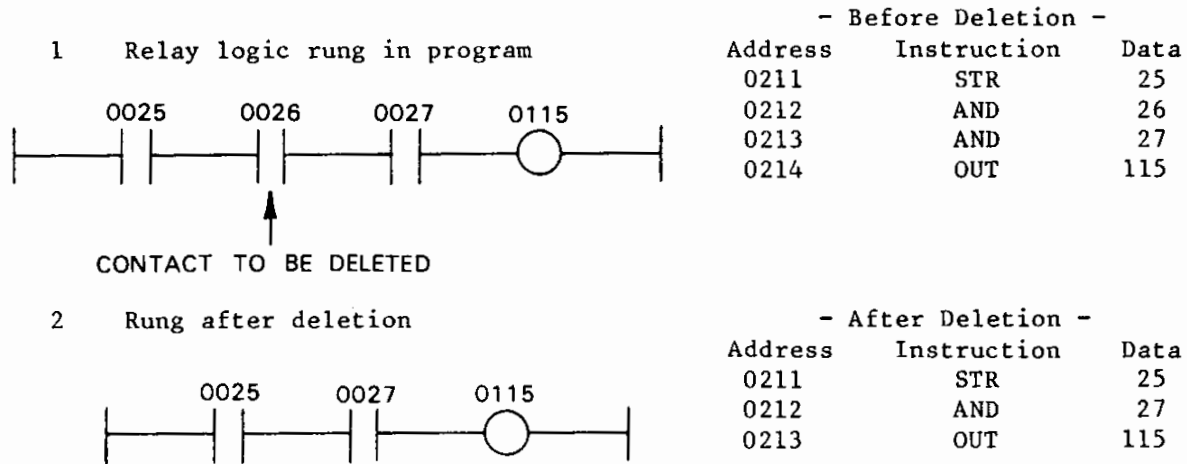 - Before Deletion -
1 Relay logic rung in program
Address Instruction Data
0211 STR 25
0212 AND 26
0213 AND 27
0214 OUT 115
0025 0026 0027 0115
CONTACT TO BE DELETED
2 Rung after deletion
- After Deletion -
Address Instruction Data
0211 STR 25
0212 AND 27
0213 OUT 115
0025 0027 0115